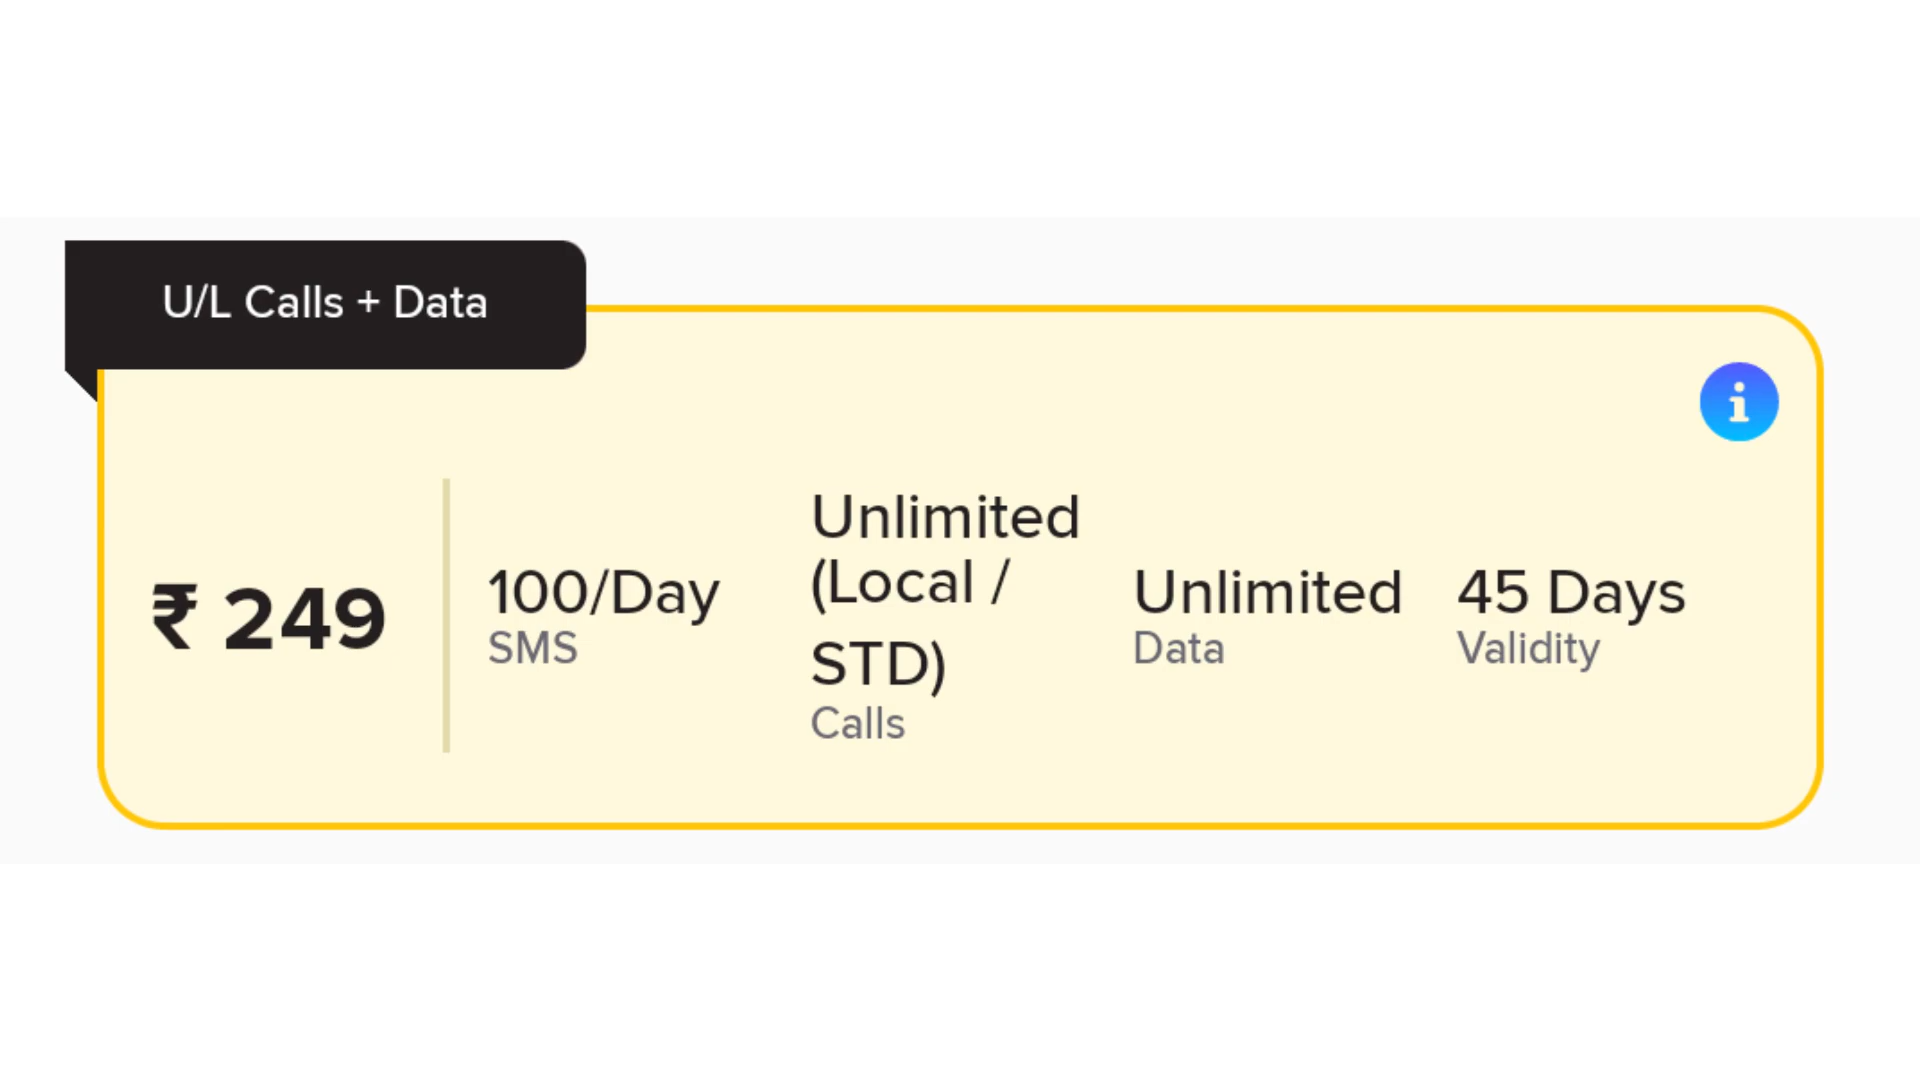 U/L Calls + Data
₹ 249
100/Day
SMS
Unlimited
(Local /
STD)
Calls
Unlimited
Data
45 Days
Validity